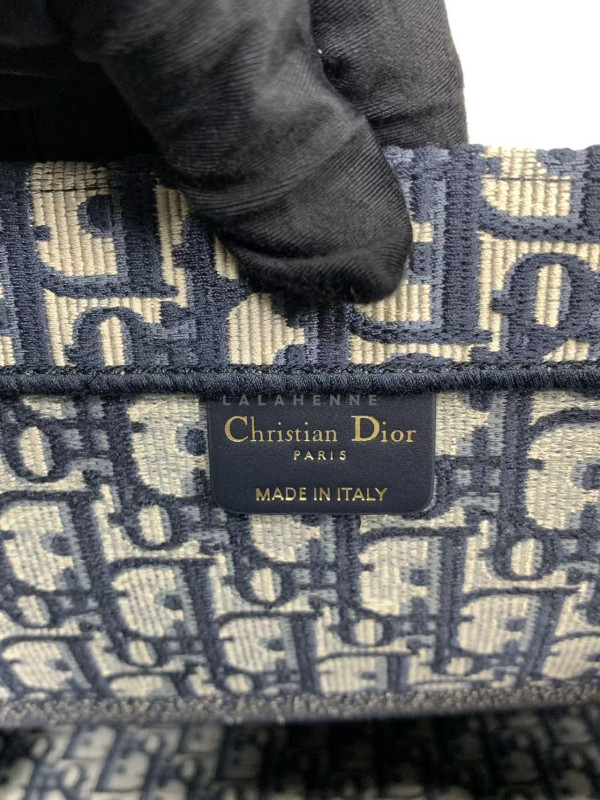 LALAHENNE
Christian Dior
PARIS
MADE IN ITALY